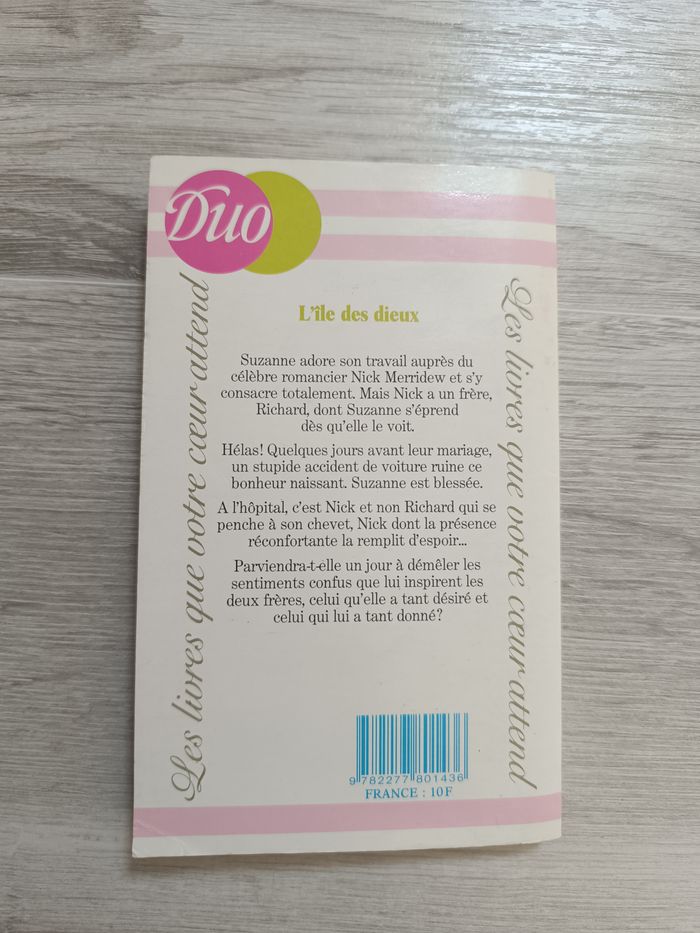 Duo
Les livres que votre cœur attend
Les livres que votre cœur attend
L'île des dieux
Suzanne adore son travail auprès du
célèbre romancier Nick Merridew et s'y
consacre totalement. Mais Nick a un frère,
Richard, dont Suzanne s'éprend
dès qu'elle le voit.
Hélas! Quelques jours avant leur mariage,
un stupide accident de voiture ruine ce
bonheur naissant. Suzanne est blessée.
A l'hôpital, c'est Nick et non Richard qui se
penche à son chevet, Nick dont la présence
réconfortante la remplit d'espoir...
Parviendra-t-elle un jour à démêler les
sentiments confus que lui inspirent les
deux frères, celui qu'elle a tant désiré et
celui qui lui a tant donné?
9 782277 801436
FRANCE : 10F